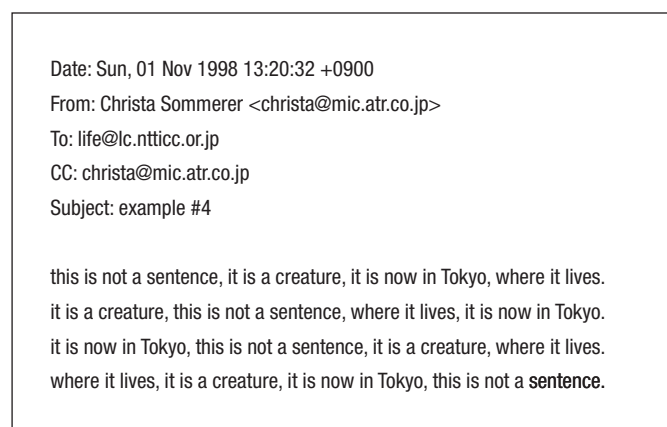 Date: Sun, 01 Nov 1998 13:20:32 +0900
From: Christa Sommerer <christa@mic.atr.co.jp>
To: life@lc.ntticc.or.jp
CC: christa@mic.atr.co.jp
Subject: example #4
this is not a sentence, it is a creature, it is now in Tokyo, where it lives.
it is a creature, this is not a sentence, where it lives, it is now in Tokyo.
it is now in Tokyo, this is not a sentence, it is a creature, where it lives.
where it lives, it is a creature, it is now in Tokyo, this is not a sentence.